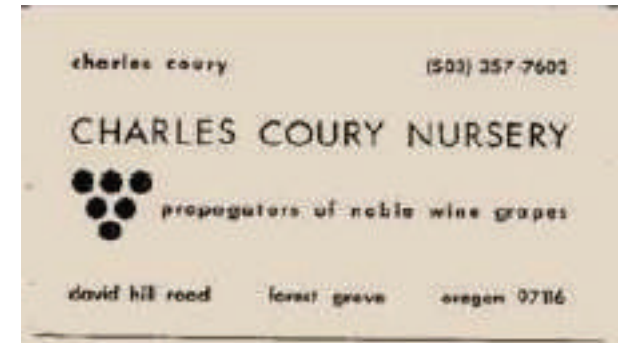 charles coury (503) 357-7602
CHARLES COURY NURSERY
propagators of noble wine grapes
david hill road forest grove oregon 97116